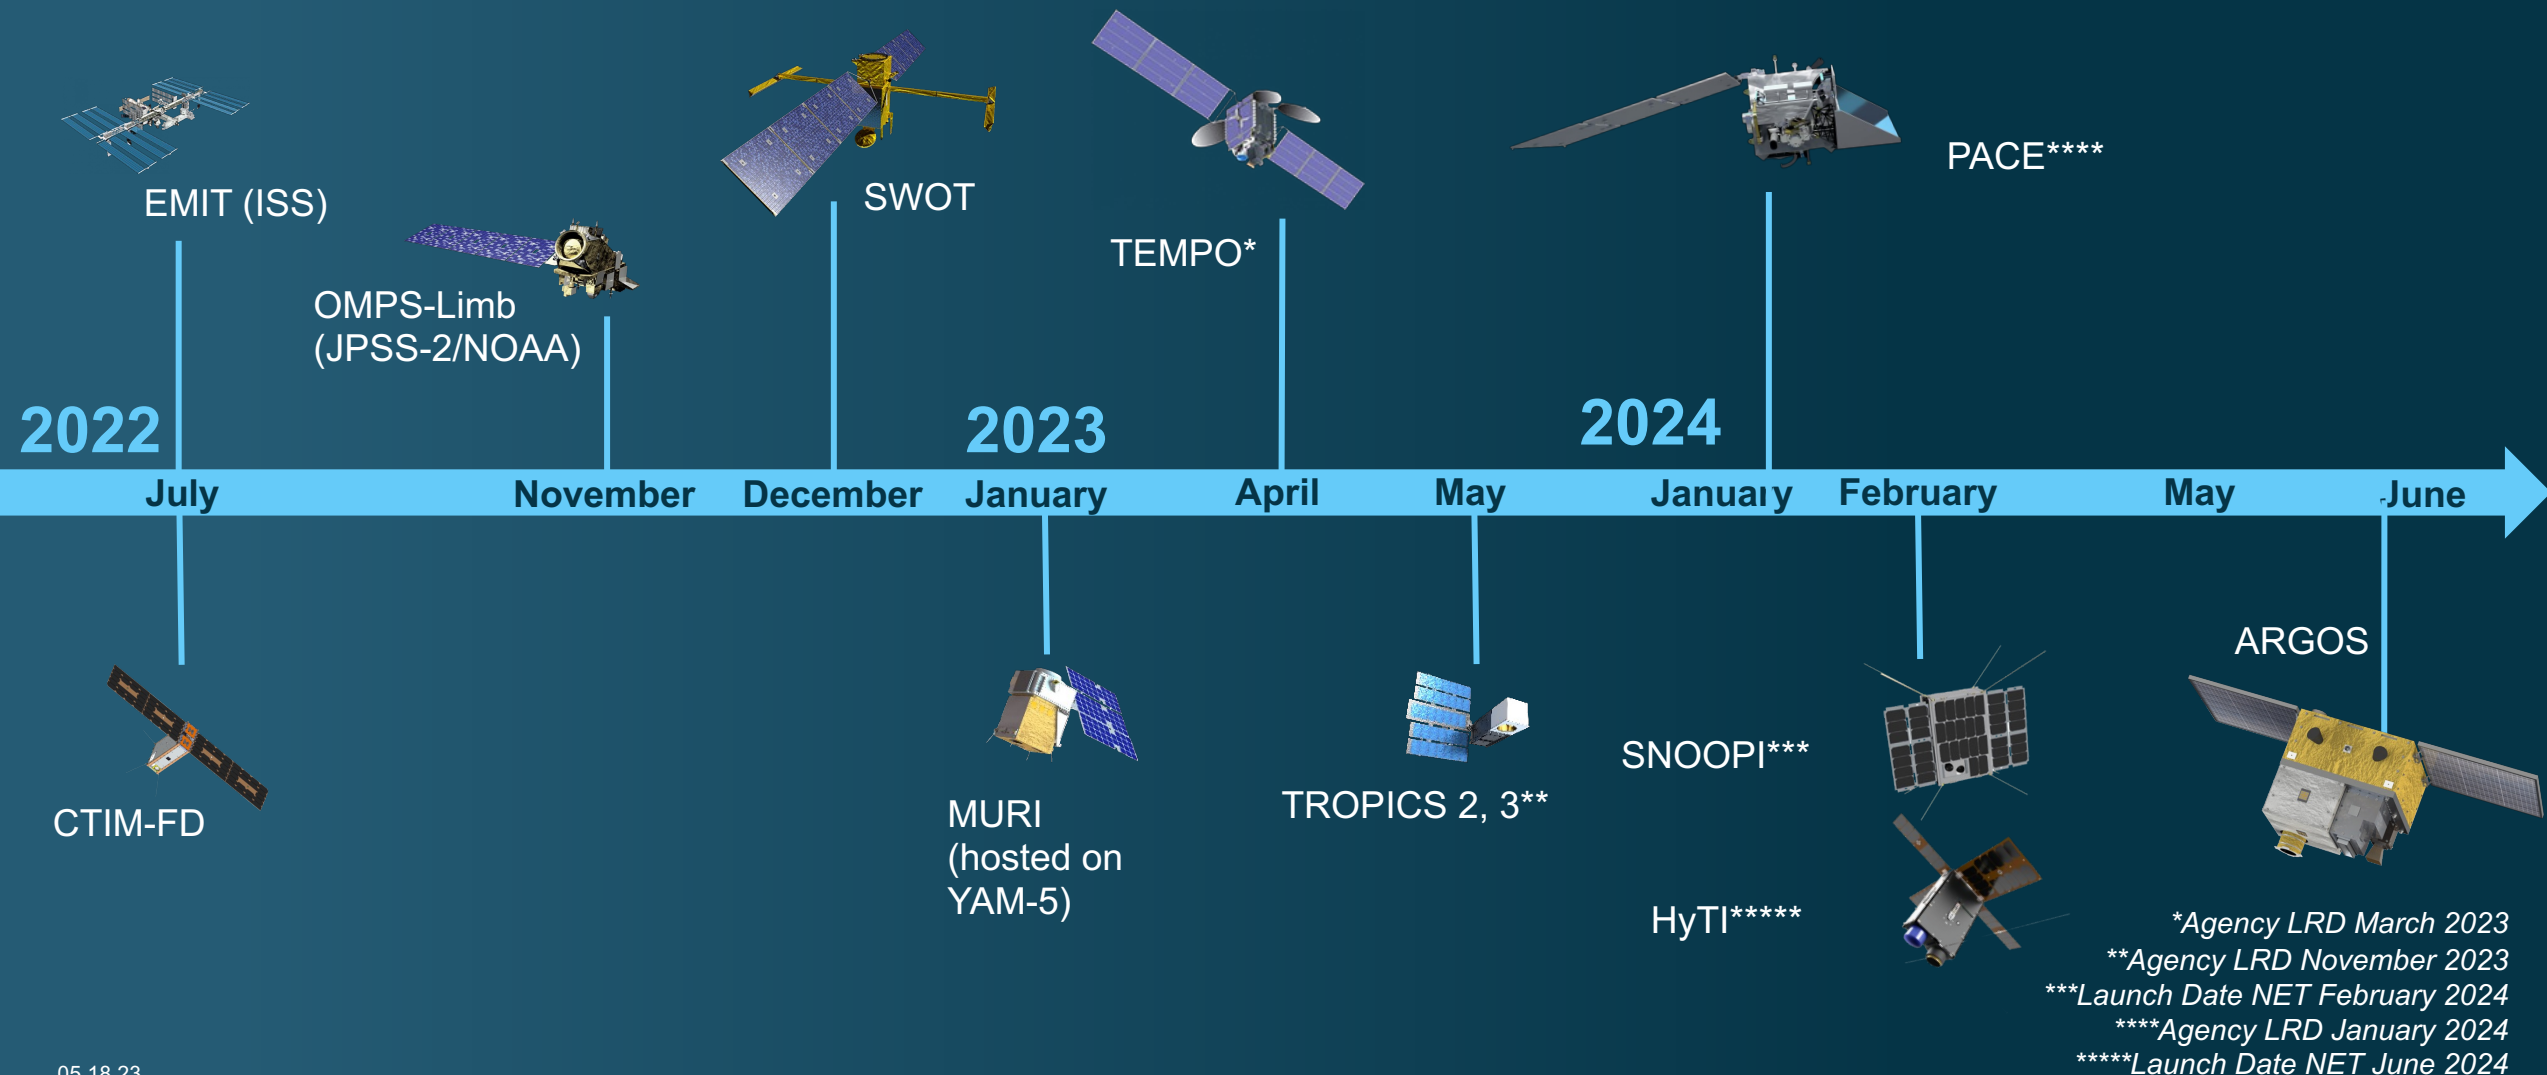 EMIT (ISS)
OMPS-Limb
(JPSS-2/NOAA)
SWOT
TEMPO*
PACE****
2022
2023
2024
July
November
December
January
April
May
January
February
May
June
CTIM-FD
MURI
(hosted on
YAM-5)
TROPICS 2, 3**
SNOOPI***
HyTI*****
ARGOS
*Agency LRD March 2023
**Agency LRD November 2023
***Launch Date NET February 2024
****Agency LRD January 2024
*****Launch Date NET June 2024
05.18.23